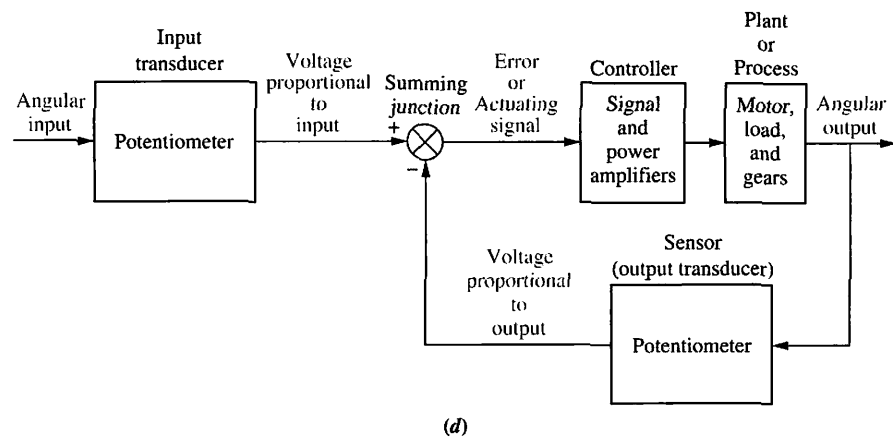 Input
transducer
Angular
input
Potentiometer
Voltage
proportional
to
input
Summing
junction
+
−
Error
or
Actuating
signal
Controller
Signal
and
power
amplifiers
Plant
or
Process
Motor,
load,
and
gears
Angular
output
Sensor
(output transducer)
Potentiometer
Voltage
proportional
to
output
(d)